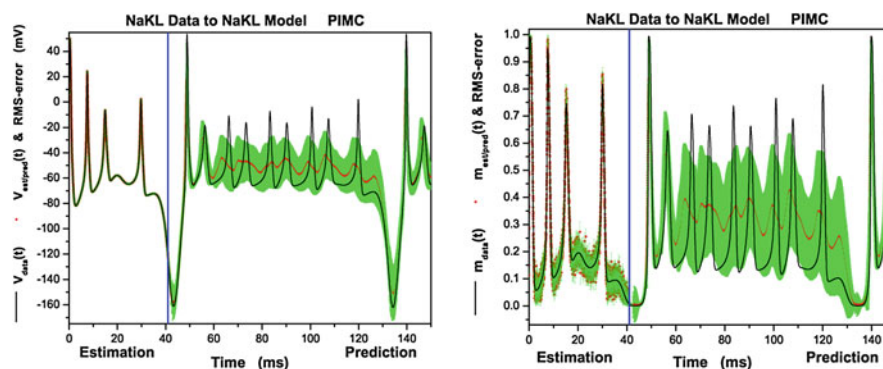 NaKL Data to NaKL Model PIMC
V_data(t) V_est/pred(t) & RMS-error (mV)
40
20
0
-20
-40
-60
-80
-100
-120
-140
-160
0 20 40 60 80 100 120 140
Estimation Time (ms) Prediction
NaKL Data to NaKL Model PIMC
m_data(t) m_est/pred(t) & RMS-error
1.0
0.9
0.8
0.7
0.6
0.5
0.4
0.3
0.2
0.1
0.0
0 20 40 60 80 100 120 140
Estimation Time (ms) Prediction